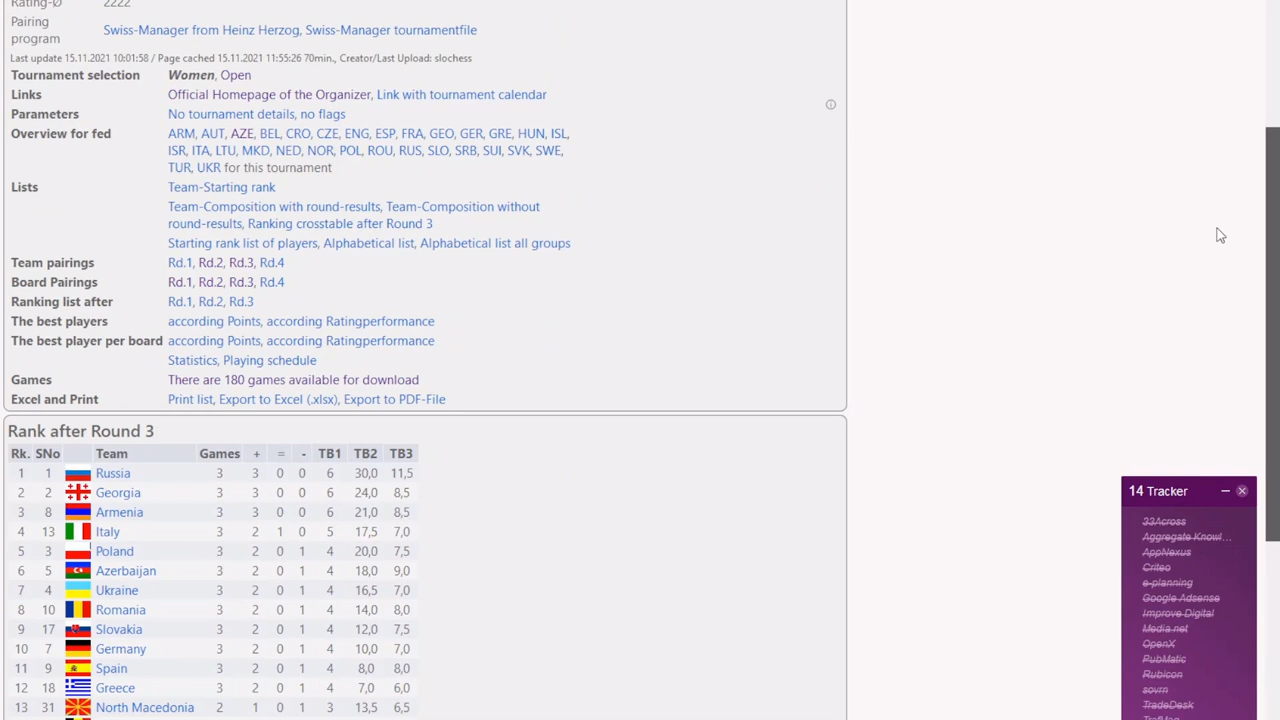 Rating-Ø 2222
Pairing
program
Swiss-Manager from Heinz Herzog, Swiss-Manager tournamentfile
Last update 15.11.2021 10:01:58 / Page cached 15.11.2021 11:55:26 70min., Creator/Last Upload: slochess
Tournament selection Women, Open
Links Official Homepage of the Organizer, Link with tournament calendar
Parameters No tournament details, no flags
Overview for fed ARM, AUT, AZE, BEL, CRO, CZE, ENG, ESP, FRA, GEO, GER, GRE, HUN, ISL,
ISR, ITA, LTU, MKD, NED, NOR, POL, ROU, RUS, SLO, SRB, SUI, SVK, SWE,
TUR, UKR for this tournament
Lists Team-Starting rank
Team-Composition with round-results, Team-Composition without
round-results, Ranking crosstable after Round 3
Starting rank list of players, Alphabetical list, Alphabetical list all groups
Team pairings Rd.1, Rd.2, Rd.3, Rd.4
Board Pairings Rd.1, Rd.2, Rd.3, Rd.4
Ranking list after Rd.1, Rd.2, Rd.3
The best players according Points, according Ratingperformance
The best player per board according Points, according Ratingperformance
Statistics, Playing schedule
Games There are 180 games available for download
Excel and Print Print list, Export to Excel (.xlsx), Export to PDF-File
Rank after Round 3
Rk. SNo Team Games + = - TB1 TB2 TB3
1 1 Russia 3 3 0 0 6 30,0 11,5
2 2 Georgia 3 3 0 0 6 24,0 8,5
3 8 Armenia 3 3 0 0 6 21,0 8,5
4 13 Italy 3 2 1 0 5 17,5 7,0
5 3 Poland 3 2 0 1 4 20,0 7,5
6 5 Azerbaijan 3 2 0 1 4 18,0 9,0
7 4 Ukraine 3 2 0 1 4 16,5 7,0
8 10 Romania 3 2 0 1 4 14,0 8,0
9 17 Slovakia 3 2 0 1 4 12,0 7,5
10 7 Germany 3 2 0 1 4 10,0 7,0
11 9 Spain 3 2 0 1 4 8,0 8,0
12 18 Greece 3 2 0 1 4 7,0 6,0
13 31 North Macedonia 2 1 1 0 3 13,5 6,5
14 Tracker
33Across
Aggregate Knowl...
AppNexus
Criteo
e-planning
Google Adsense
Improve Digital
Media.net
OpenX
PubMatic
Rubicon
sovrn
TradeDesk